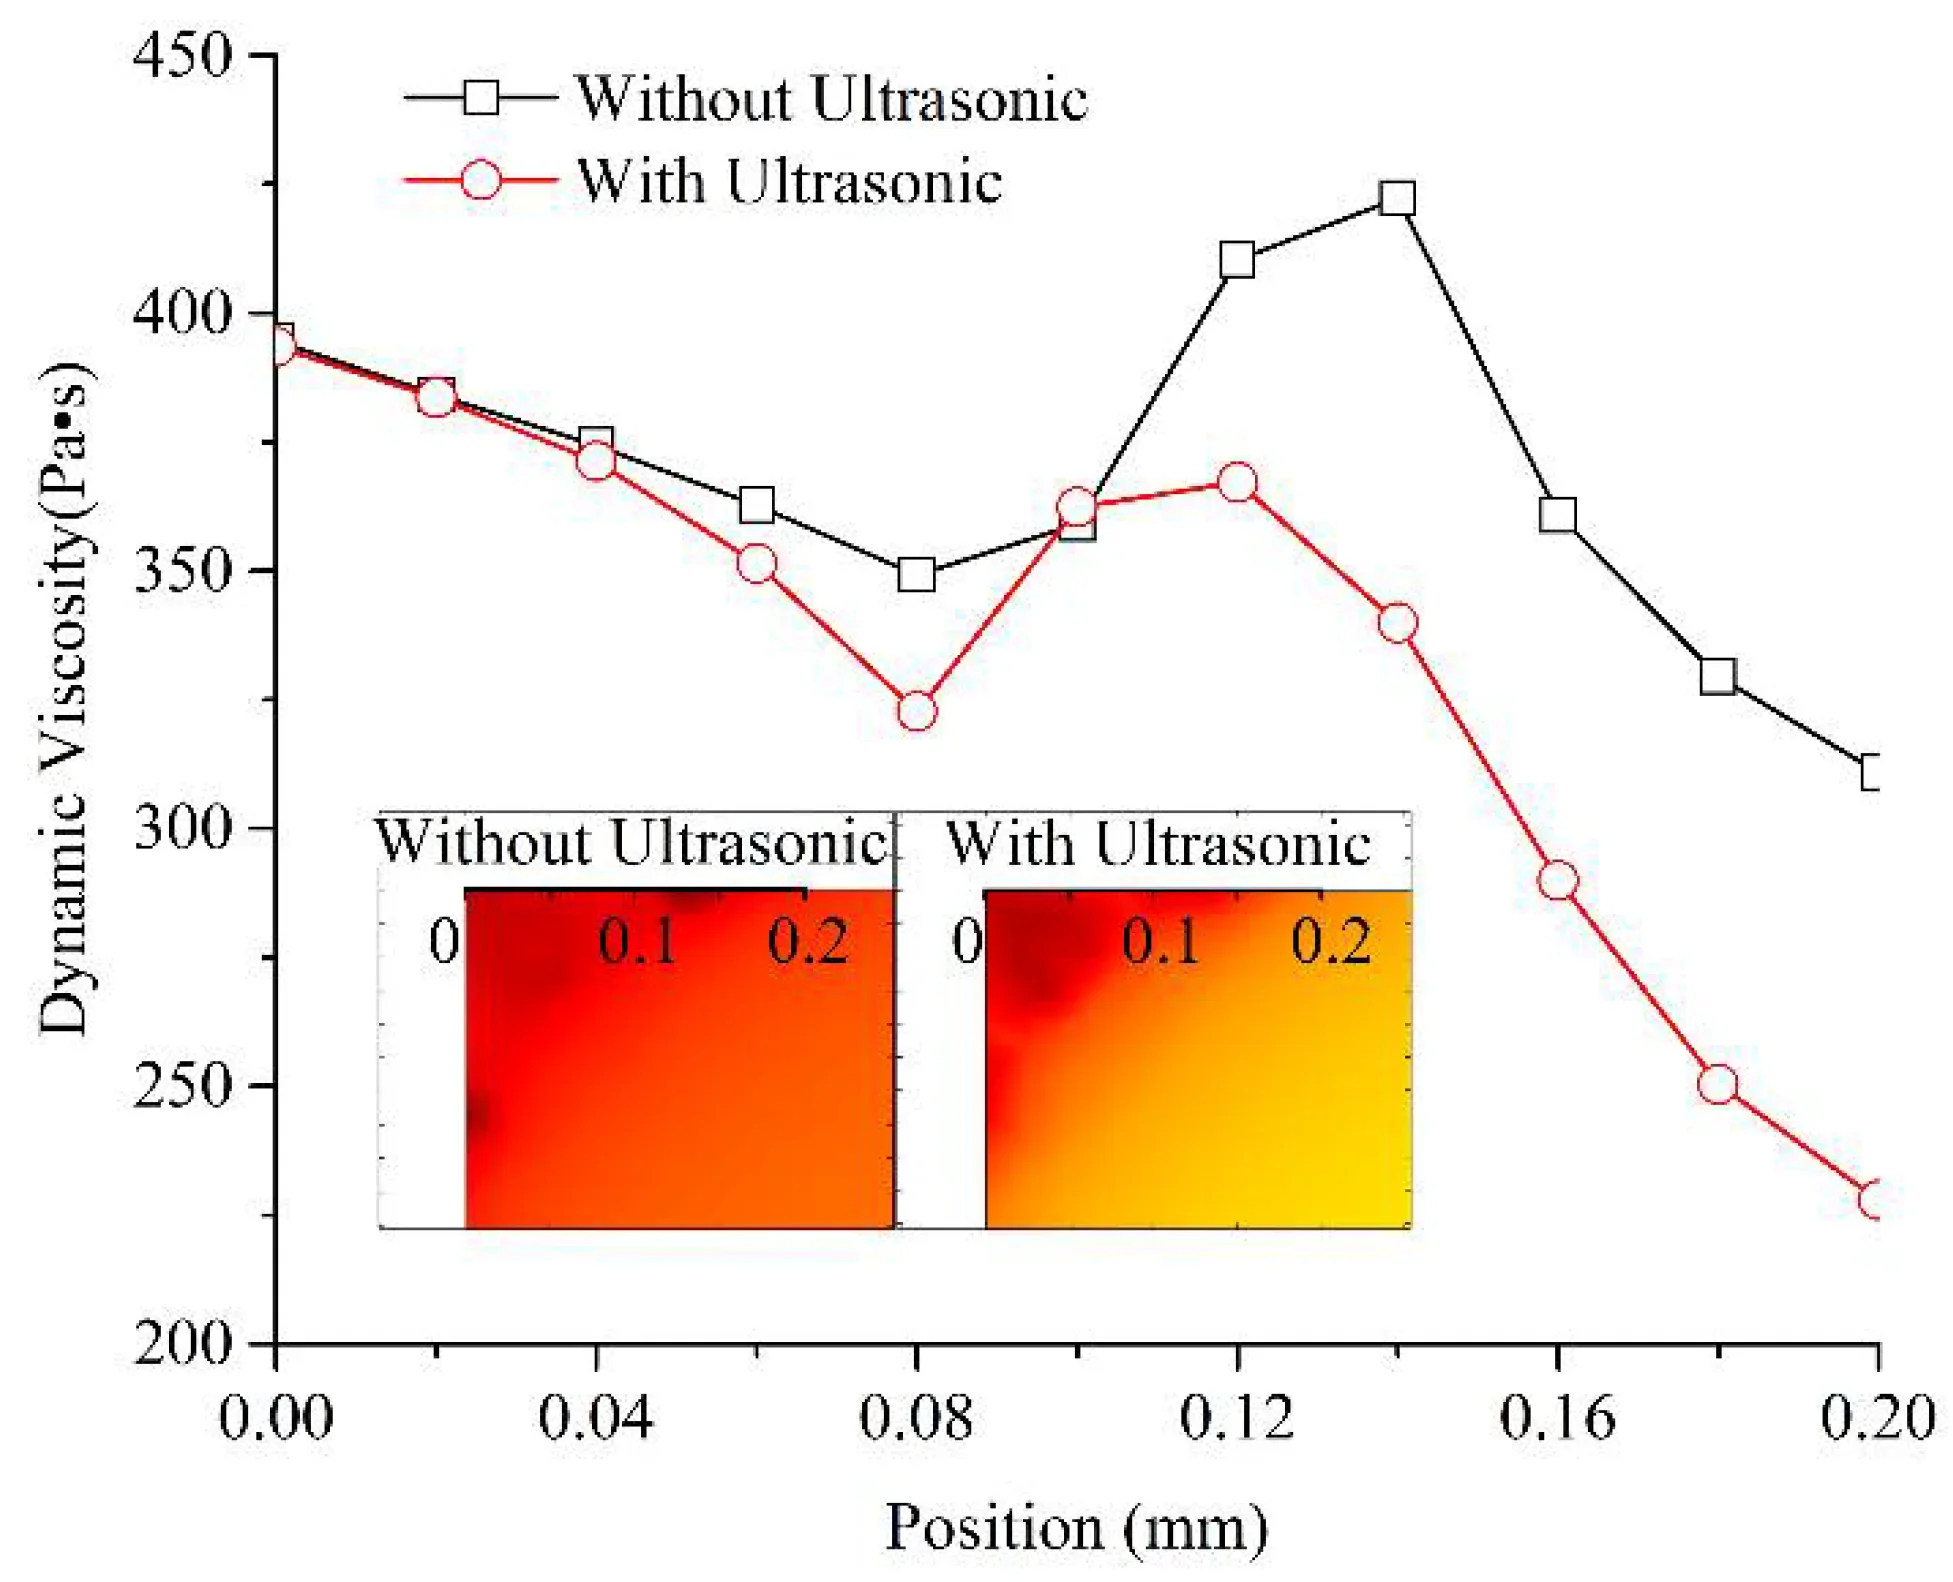 450
Without Ultrasonic
With Ultrasonic
400
350
300
250
200
Dynamic Viscosity(Pa•s)
Without Ultrasonic
With Ultrasonic
0 0.1 0.2
0 0.1 0.2
0.00 0.04 0.08 0.12 0.16 0.20
Position (mm)